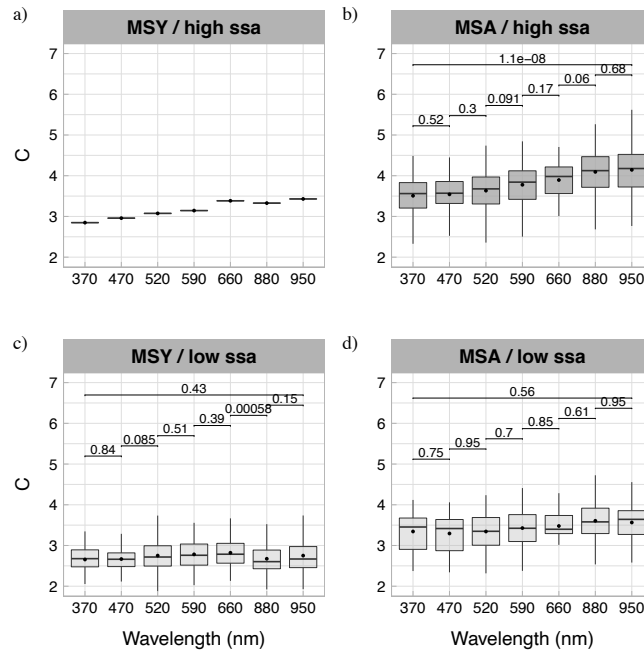 a)
MSY / high ssa
7
6
5
4
3
2
C
370 470 520 590 660 880 950
b)
MSA / high ssa
7
6
5
4
3
2
1.1e-08
0.68
0.06
0.17
0.091
0.3
0.52
370 470 520 590 660 880 950
c)
MSY / low ssa
7
6
5
4
3
2
C
0.43
0.15
0.00058
0.39
0.51
0.085
0.84
370 470 520 590 660 880 950
Wavelength (nm)
d)
MSA / low ssa
7
6
5
4
3
2
0.56
0.95
0.61
0.85
0.7
0.95
0.75
370 470 520 590 660 880 950
Wavelength (nm)